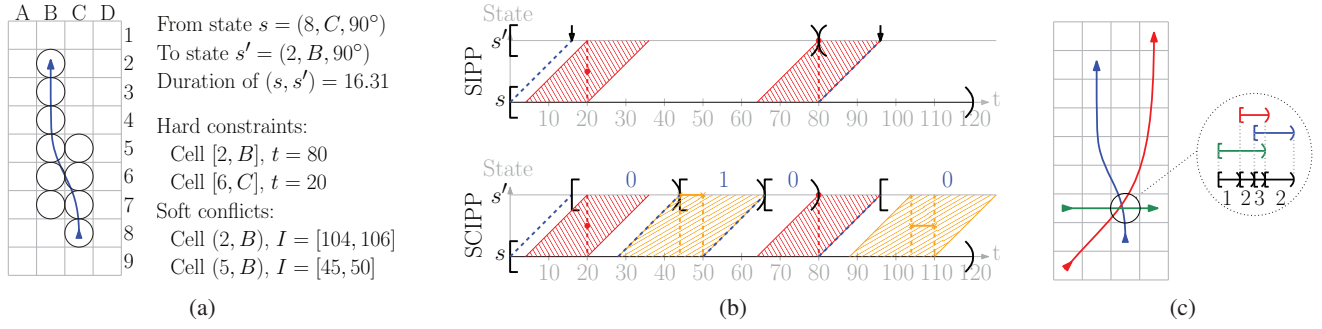 A B C D
1
2
3
4
5
6
7
8
9
From state s = (8, C, 90°)
To state s′ = (2, B, 90°)
Duration of (s, s′) = 16.31
Hard constraints:
Cell [2, B], t = 80
Cell [6, C], t = 20
Soft conflicts:
Cell (2, B), I = [104, 106]
Cell (5, B), I = [45, 50]
(a)
State
s′
SIPP
s
t
10 20 30 40 50 60 70 80 90 100 110 120
State
0 1 0 0
s′
SCIPP
s
t
10 20 30 40 50 60 70 80 90 100 110 120
(b)
1 2 3 2
(c)